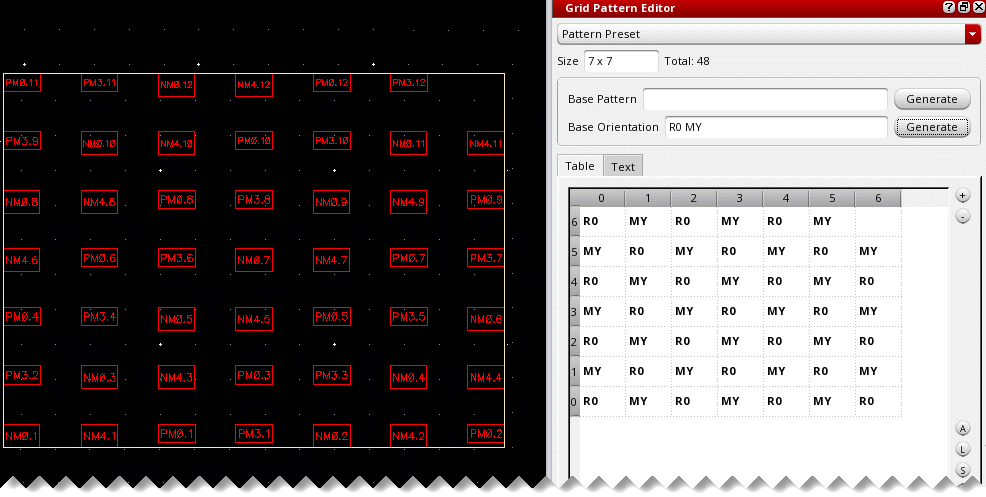 Grid Pattern Editor
Pattern Preset
Size 7 x 7 Total: 48
Base Pattern Generate
Base Orientation R0 MY Generate
Table Text
0 1 2 3 4 5 6
6 R0 MY R0 MY R0 MY
5 MY R0 MY R0 MY R0 MY
4 R0 MY R0 MY R0 MY R0
3 MY R0 MY R0 MY R0 MY
2 R0 MY R0 MY R0 MY R0
1 MY R0 MY R0 MY R0 MY
0 R0 MY R0 MY R0 MY R0
+
-
A
L
S
PM0.11 PM3.11 NM0.12 NM4.12 PM0.12 PM3.12
PM3.9 NM0.10 NM4.10 PM0.10 PM3.10 NM0.11 NM4.11
NM0.8 NM4.8 PM0.8 PM3.8 NM0.9 NM4.9 PM0.9
NM4.6 PM0.6 PM3.6 NM0.7 NM4.7 PM0.7 PM3.7
PM0.4 PM3.4 NM0.5 NM4.5 PM0.5 PM3.5 NM0.6
PM3.2 NM0.3 NM4.3 PM0.3 PM3.3 NM0.4 NM4.4
NM0.1 NM4.1 PM0.1 PM3.1 NM0.2 NM4.2 PM0.2